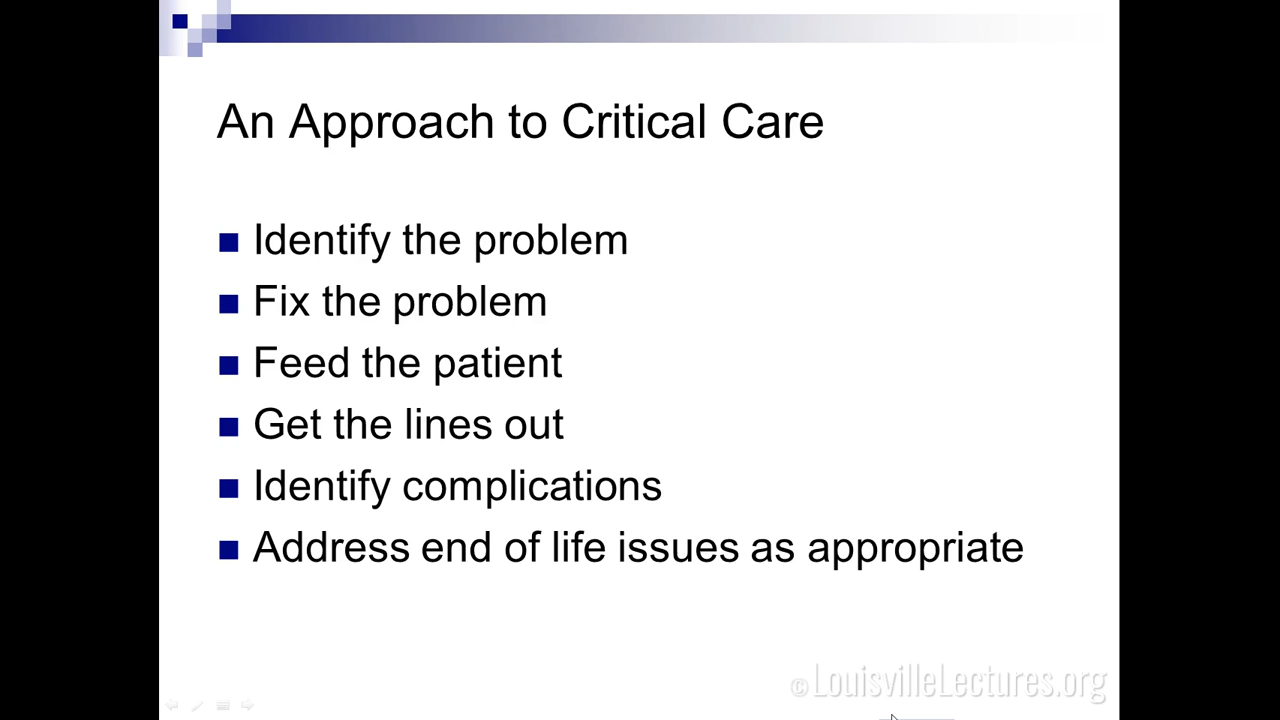 An Approach to Critical Care
Identify the problem
Fix the problem
Feed the patient
Get the lines out
Identify complications
Address end of life issues as appropriate
©LouisvilleLectures.org